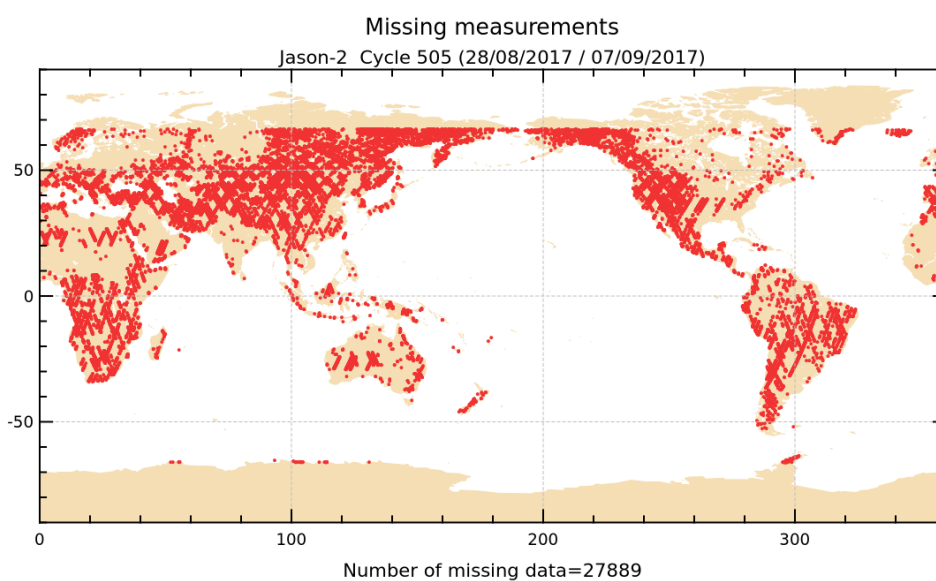 Missing measurements
Jason-2  Cycle 505 (28/08/2017 / 07/09/2017)
50
0
-50
0
100
200
300
Number of missing data=27889